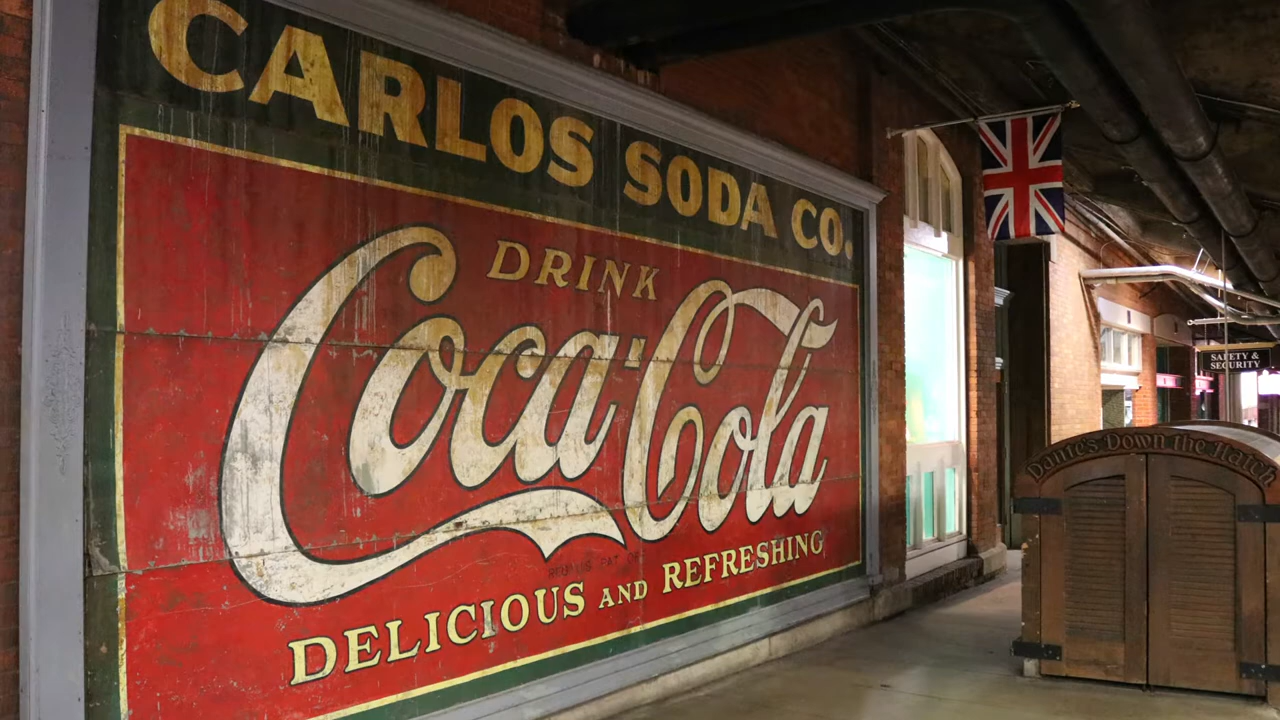 CARLOS SODA CO.
DRINK
Coca-Cola
DELICIOUS AND REFRESHING
SAFETY &
SECURITY
Dante's Down the Hatch